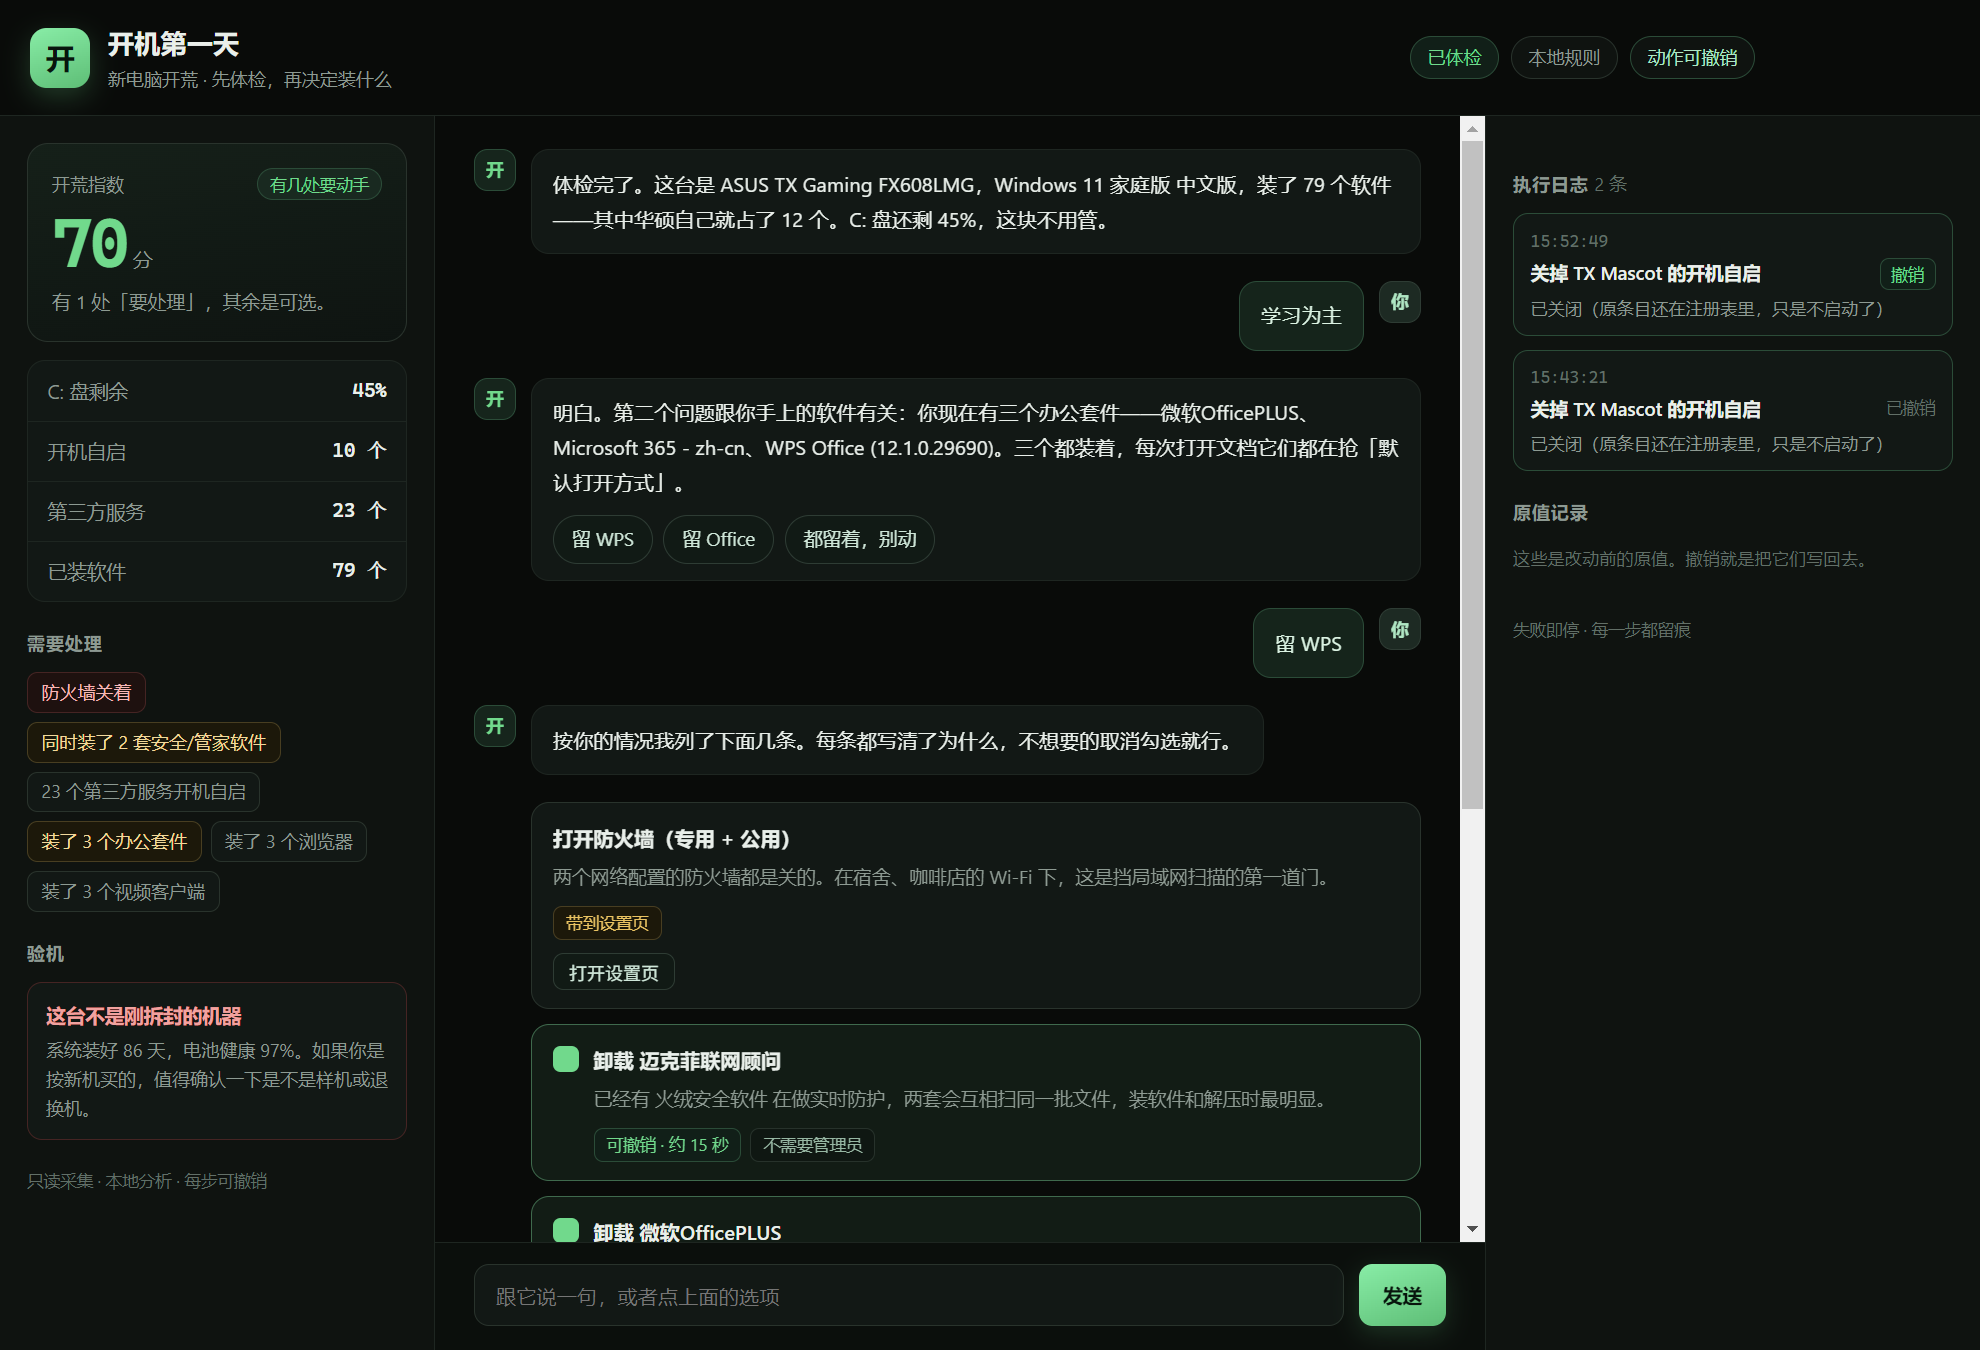 开
开机第一天
新电脑开荒 · 先体检，再决定装什么
已体检
本地规则
动作可撤销
开荒指数
有几处要动手
70分
有 1 处「要处理」，其余是可选。
C: 盘剩余
45%
开机自启
10 个
第三方服务
23 个
已装软件
79 个
需要处理
防火墙关着
同时装了 2 套安全/管家软件
23 个第三方服务开机自启
装了 3 个办公套件
装了 3 个浏览器
装了 3 个视频客户端
验机
这台不是刚拆封的机器
系统装好 86 天，电池健康 97%。如果你是
按新机买的，值得确认一下是不是样机或退
换机。
只读采集 · 本地分析 · 每步可撤销
开
体检完了。这台是 ASUS TX Gaming FX608LMG，Windows 11 家庭版 中文版，装了 79 个软件
——其中华硕自己就占了 12 个。C: 盘还剩 45%，这块不用管。
学习为主
你
开
明白。第二个问题跟你手上的软件有关：你现在有三个办公套件——微软OfficePLUS、
Microsoft 365 - zh-cn、WPS Office (12.1.0.29690)。三个都装着，每次打开文档它们都在抢「默
认打开方式」。
留 WPS
留 Office
都留着，别动
留 WPS
你
开
按你的情况我列了下面几条。每条都写清了为什么，不想要的取消勾选就行。
打开防火墙（专用 + 公用）
两个网络配置的防火墙都是关的。在宿舍、咖啡店的 Wi-Fi 下，这是挡局域网扫描的第一道门。
带到设置页
打开设置页
卸载 迈克菲联网顾问
已经有 火绒安全软件 在做实时防护，两套会互相扫同一批文件，装软件和解压时最明显。
可撤销 · 约 15 秒
不需要管理员
卸载 微软OfficePLUS
跟它说一句，或者点上面的选项
发送
执行日志 2 条
15:52:49
关掉 TX Mascot 的开机自启
撤销
已关闭（原条目还在注册表里，只是不启动了）
15:43:21
关掉 TX Mascot 的开机自启
已撤销
已关闭（原条目还在注册表里，只是不启动了）
原值记录
这些是改动前的原值。撤销就是把它们写回去。
失败即停 · 每一步都留痕